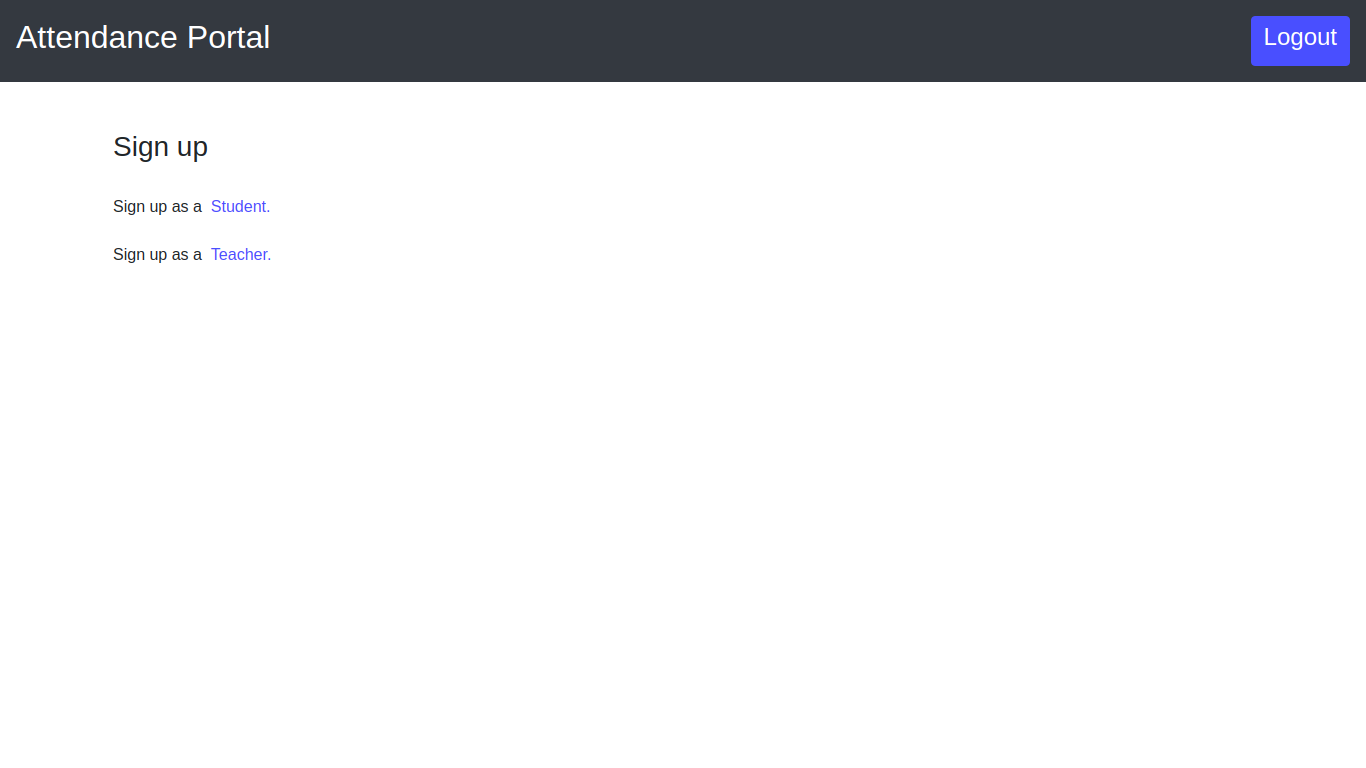 Attendance Portal
Logout
Sign up
Sign up as a Student.
Sign up as a Teacher.